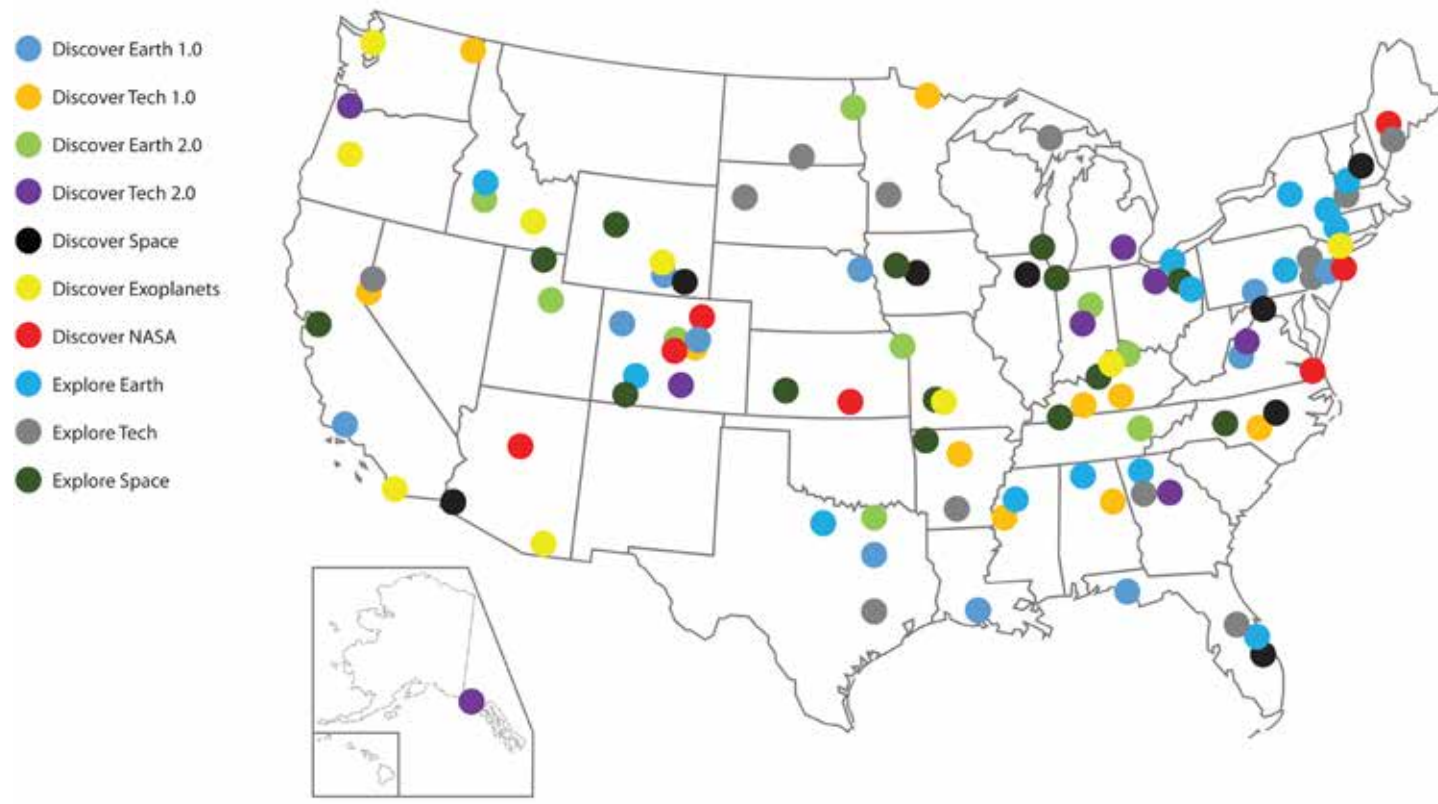 Discover Earth 1.0
Discover Tech 1.0
Discover Earth 2.0
Discover Tech 2.0
Discover Space
Discover Exoplanets
Discover NASA
Explore Earth
Explore Tech
Explore Space